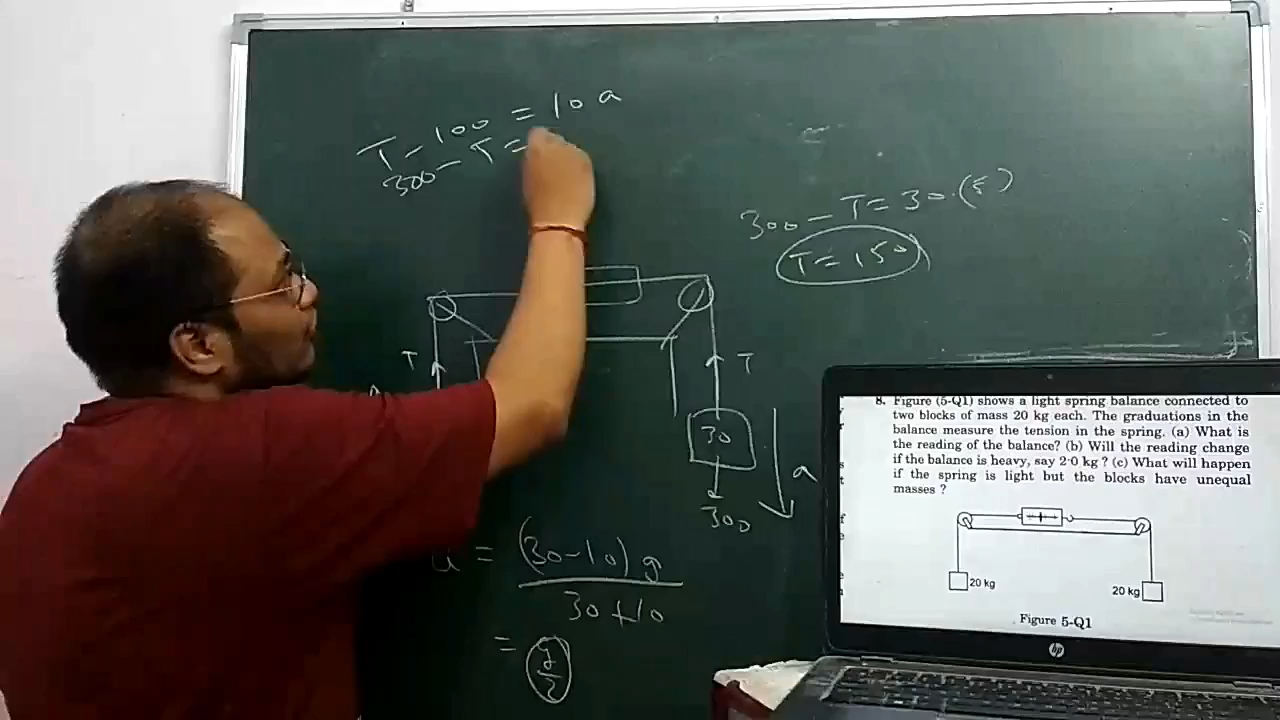 T - 100 = 10 a
300 - T =
300 - T = 30.(5)
T = 150
T
T
30
a
300
a = (30-10) g
30 + 10
= g
2
8. Figure (5-Q1) shows a light spring balance connected to
two blocks of mass 20 kg each. The graduations in the
balance measure the tension in the spring. (a) What is
the reading of the balance? (b) Will the reading change
if the balance is heavy, say 2·0 kg ? (c) What will happen
if the spring is light but the blocks have unequal
masses ?
20 kg
20 kg
Figure 5-Q1
hp